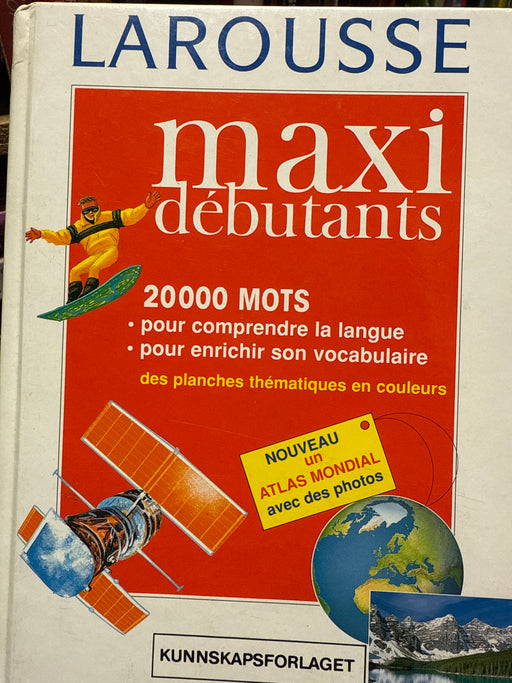 LAROUSSE
maxi
débutants
20000 MOTS
• pour comprendre la langue
• pour enrichir son vocabulaire
des planches thématiques en couleurs
NOUVEAU
un
ATLAS MONDIAL
avec des photos
KUNNSKAPSFORLAGET